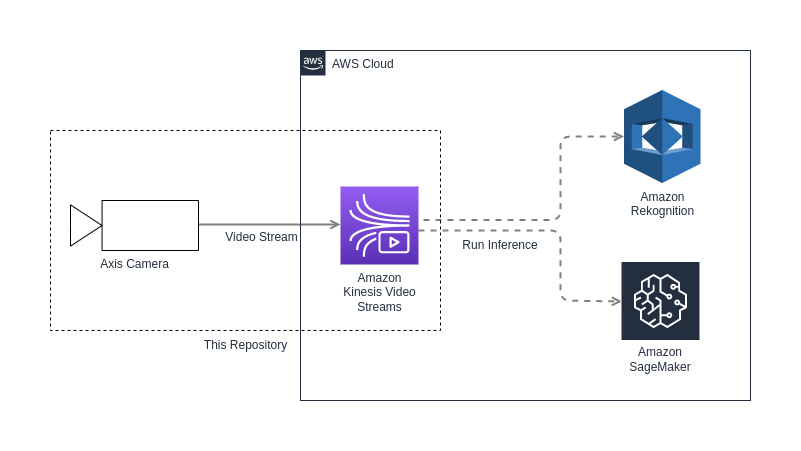 aws
AWS Cloud
Amazon
Rekognition
Video Stream
Run Inference
Axis Camera
Amazon
Kinesis Video
Streams
This Repository
Amazon
SageMaker